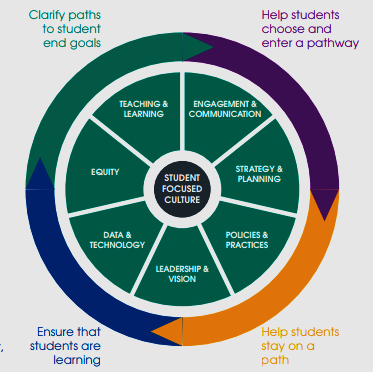 Clarify paths
to student
end goals
Help students
choose and
enter a pathway
TEACHING &
LEARNING
ENGAGEMENT &
COMMUNICATION
EQUITY
STUDENT
FOCUSED
CULTURE
STRATEGY &
PLANNING
DATA &
TECHNOLOGY
POLICIES &
PRACTICES
LEADERSHIP &
VISION
Ensure that
students are
learning
Help students
stay on a
path